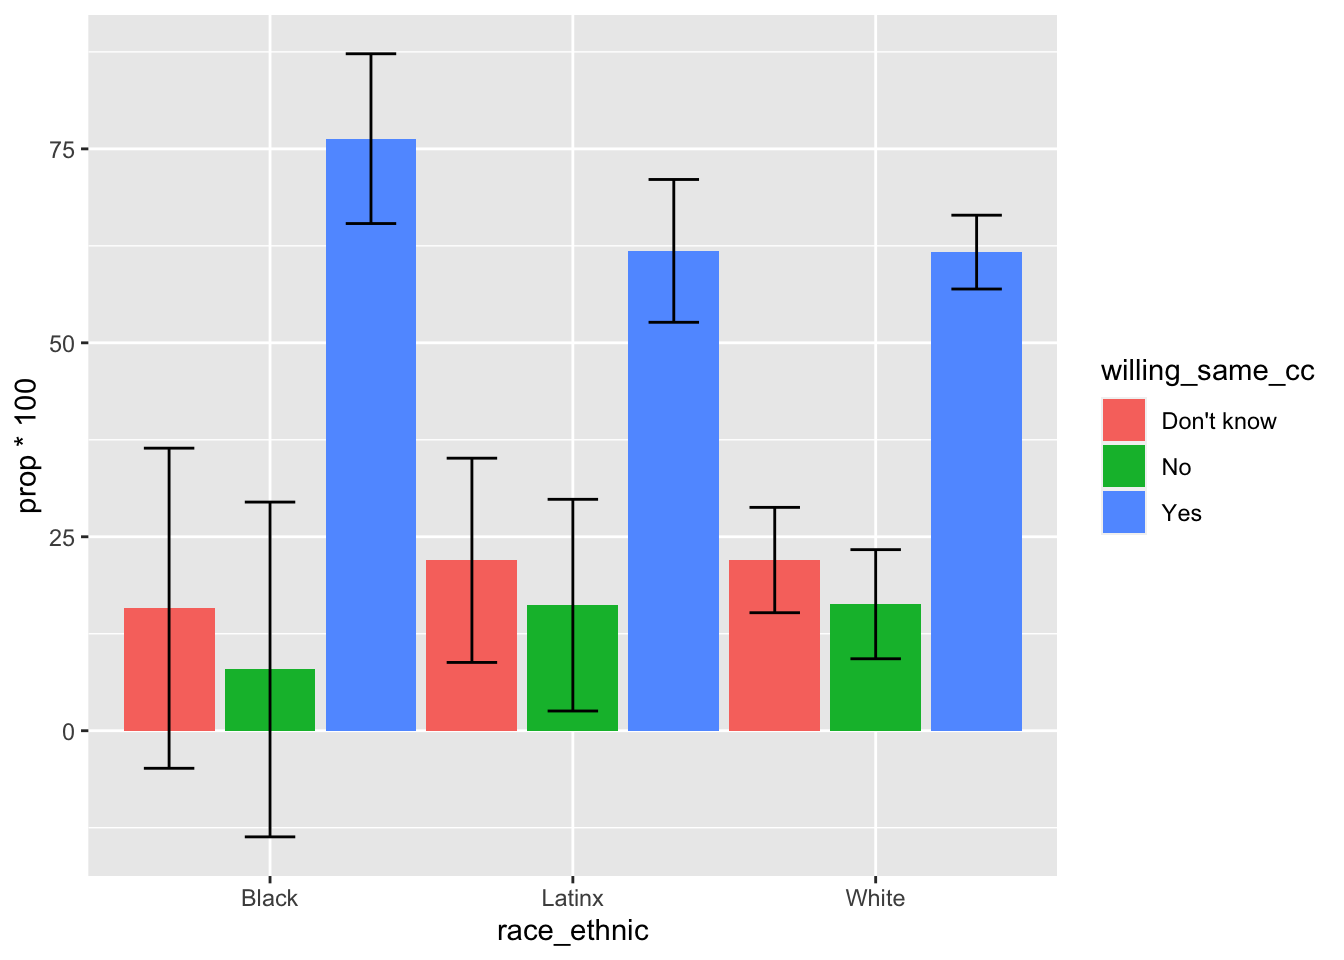 75
50
25
0
prop * 100
Black
Latinx
White
race_ethnic
willing_same_cc
Don't know
No
Yes